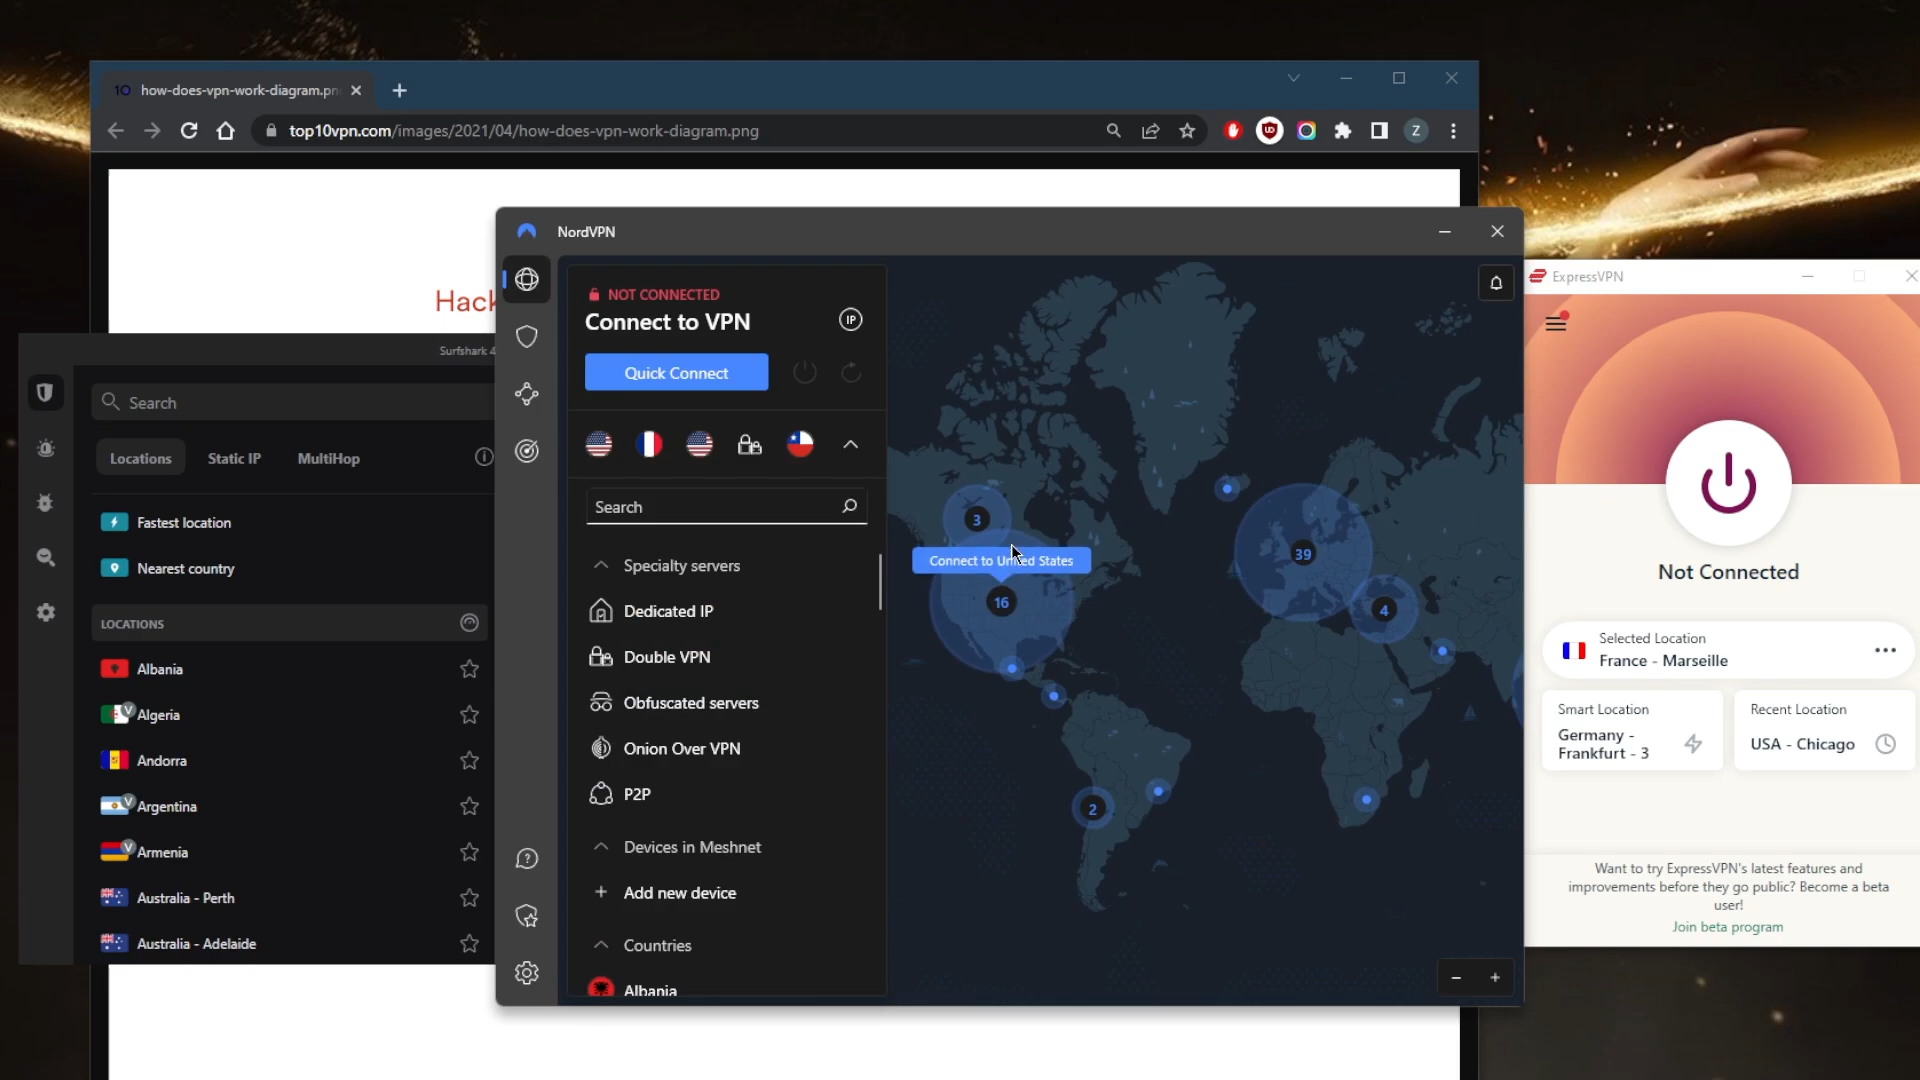 how-does-vpn-work-diagram.pn
top10vpn.com/images/2021/04/how-does-vpn-work-diagram.png
Z
Hack
Surfshark 4
Search
Locations
Static IP
MultiHop
Fastest location
Nearest country
LOCATIONS
Albania
V
Algeria
Andorra
V
Argentina
V
Armenia
Australia - Perth
Australia - Adelaide
NordVPN
NOT CONNECTED
Connect to VPN
IP
Quick Connect
Search
Specialty servers
Dedicated IP
Double VPN
Obfuscated servers
Onion Over VPN
P2P
Devices in Meshnet
Add new device
Countries
Albania
3
Connect to United States
16
39
4
2
ExpressVPN
Not Connected
Selected Location
France - Marseille
Smart Location
Germany -
Frankfurt - 3
Recent Location
USA - Chicago
Want to try ExpressVPN's latest features and
improvements before they go public? Become a beta
user!
Join beta program